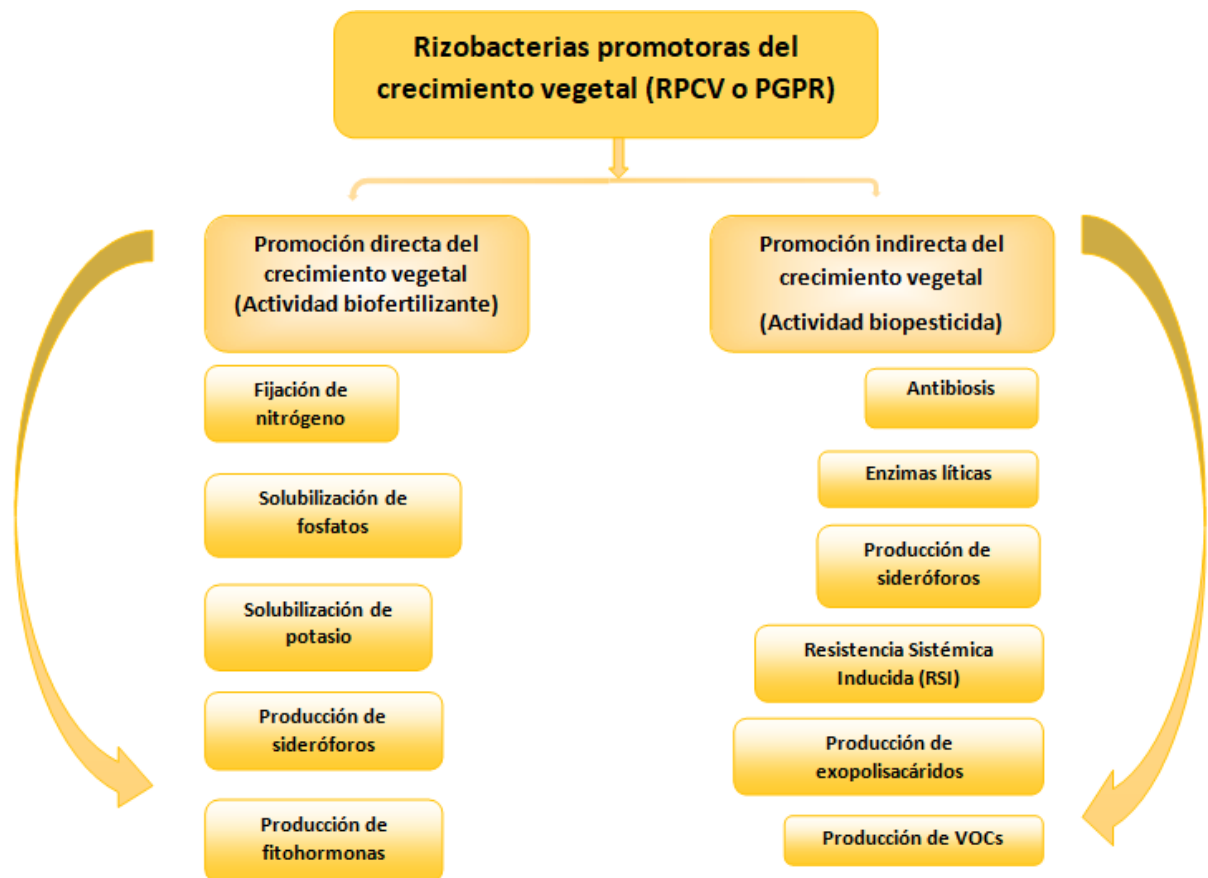 Rizobacterias promotoras del
crecimiento vegetal (RPCV o PGPR)
Promoción directa del
crecimiento vegetal
(Actividad biofertilizante)
Fijación de
nitrógeno
Solubilización de
fosfatos
Solubilización de
potasio
Producción de
sideróforos
Producción de
fitohormonas
Promoción indirecta del
crecimiento vegetal
(Actividad biopesticida)
Antibiosis
Enzimas líticas
Producción de
sideróforos
Resistencia Sistémica
Inducida (RSI)
Producción de
exopolisacáridos
Producción de VOCs